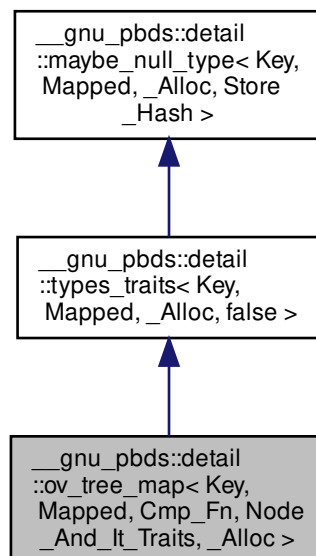 __gnu_pbds::detail
::maybe_null_type< Key,
Mapped, _Alloc, Store
_Hash >
__gnu_pbds::detail
::types_traits< Key,
Mapped, _Alloc, false >
__gnu_pbds::detail
::ov_tree_map< Key,
Mapped, Cmp_Fn, Node
_And_It_Traits, _Alloc >